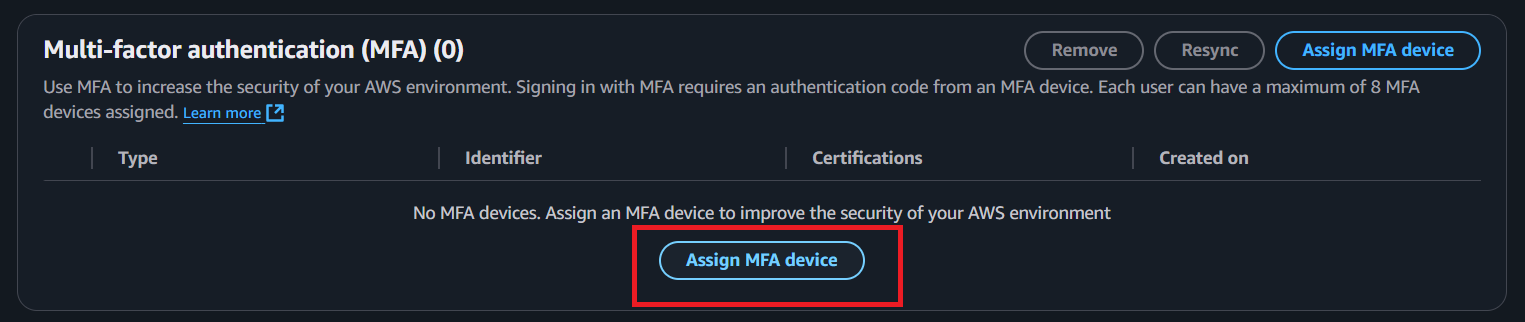 Multi-factor authentication (MFA) (0)
Remove
Resync
Assign MFA device
Use MFA to increase the security of your AWS environment. Signing in with MFA requires an authentication code from an MFA device. Each user can have a maximum of 8 MFA
devices assigned. Learn more
Type
Identifier
Certifications
Created on
No MFA devices. Assign an MFA device to improve the security of your AWS environment
Assign MFA device